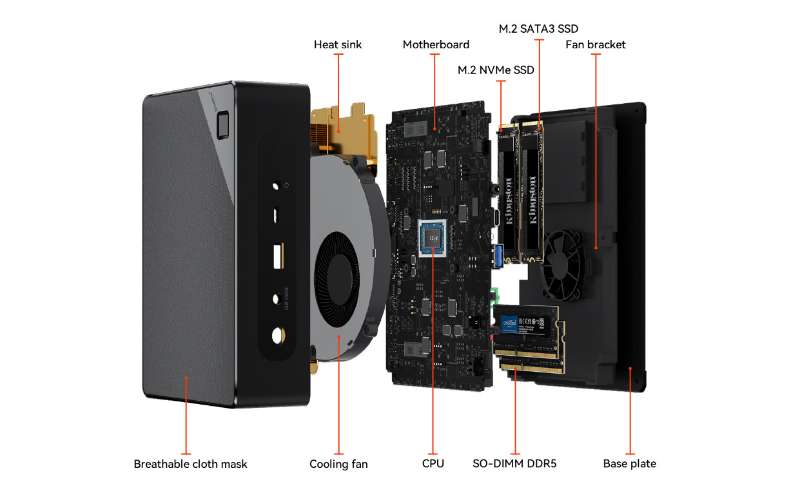 M.2 SATA3 SSD
Heat sink
Motherboard
Fan bracket
M.2 NVMe SSD
Kingston
Kingston
crucial
Breathable cloth mask
Cooling fan
CPU
SO-DIMM DDR5
Base plate